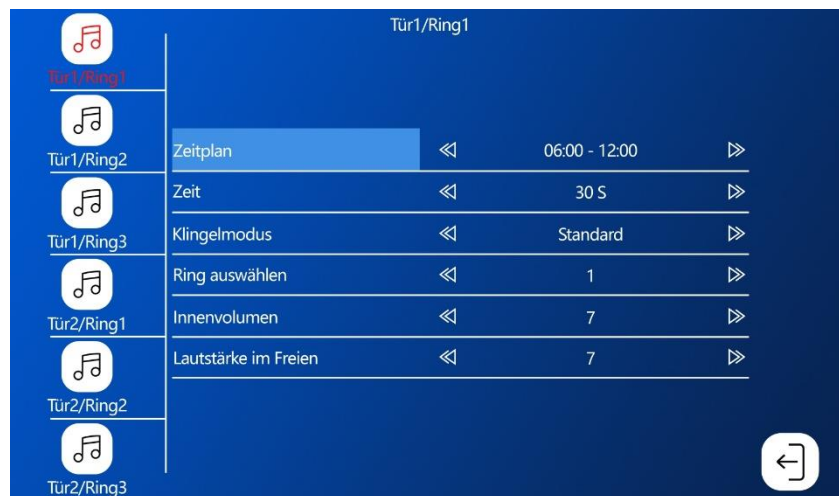 Tür1/Ring1
Tür1/Ring1
Tür1/Ring2
Tür1/Ring3
Tür2/Ring1
Tür2/Ring2
Tür2/Ring3
Zeitplan 06:00 - 12:00
Zeit 30 S
Klingelmodus Standard
Ring auswählen 1
Innenvolumen 7
Lautstärke im Freien 7